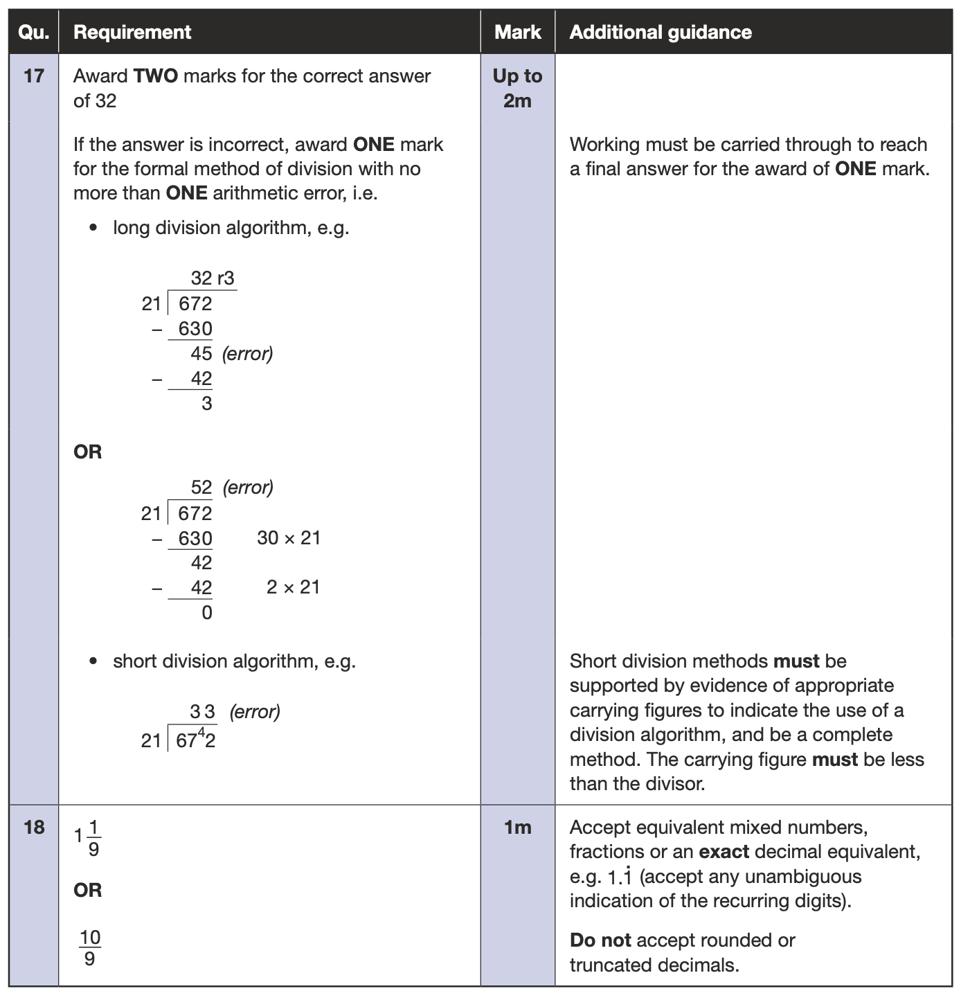 Qu. Requirement Mark Additional guidance
17 Award TWO marks for the correct answer Up to
of 32 2m
If the answer is incorrect, award ONE mark Working must be carried through to reach
for the formal method of division with no a final answer for the award of ONE mark.
more than ONE arithmetic error, i.e.
• long division algorithm, e.g.
32 r3
21 672
– 630
45 (error)
– 42
3
OR
52 (error)
21 672
– 630 30 × 21
42
– 42 2 × 21
0
• short division algorithm, e.g. Short division methods must be
supported by evidence of appropriate
33 (error) carrying figures to indicate the use of a
21 67⁴2 division algorithm, and be a complete
method. The carrying figure must be less
than the divisor.
18 1 1/9 1m Accept equivalent mixed numbers,
fractions or an exact decimal equivalent,
OR e.g. 1.1̇ (accept any unambiguous
indication of the recurring digits).
10/9 Do not accept rounded or
truncated decimals.